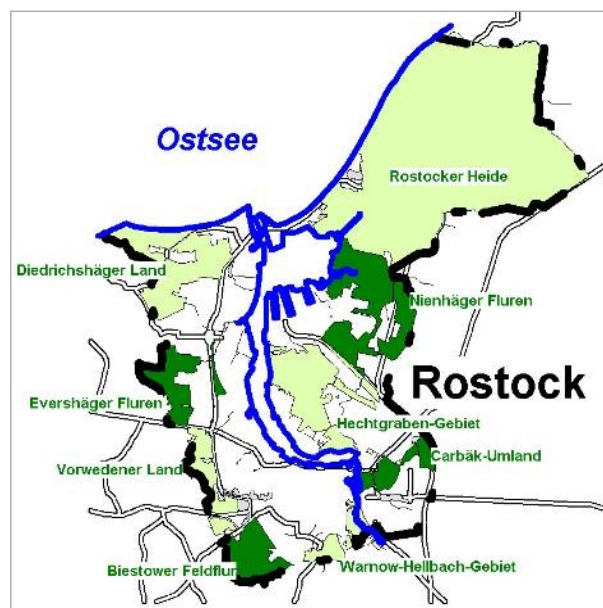 Ostsee
Rostocker Heide
Diedrichshäger Land
Nienhäger Fluren
Rostock
Evershäger Fluren
Hechtgraben-Gebiet
Carbäk-Umland
Vorwedener Land
Biestower Feldflur
Warnow-Hellbach-Gebiet